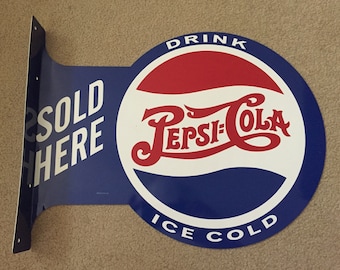 DRINK
SOLD
HERE
PEPSI=COLA
ICE COLD